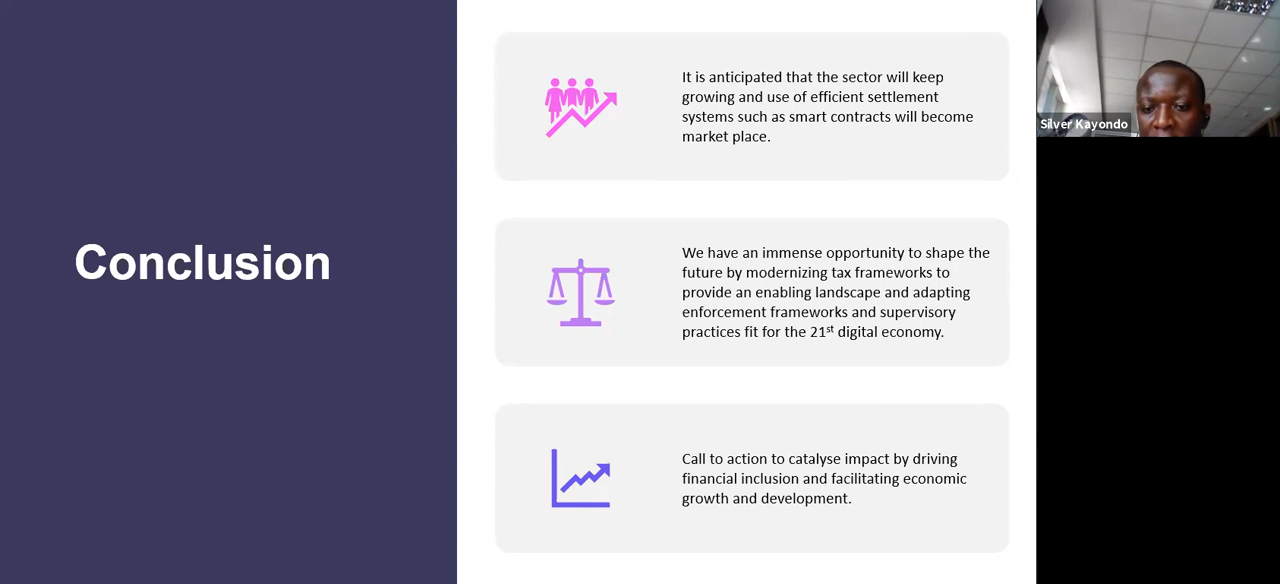 Conclusion
It is anticipated that the sector will keep
growing and use of efficient settlement
systems such as smart contracts will become
market place.
We have an immense opportunity to shape the
future by modernizing tax frameworks to
provide an enabling landscape and adapting
enforcement frameworks and supervisory
practices fit for the 21st digital economy.
Call to action to catalyse impact by driving
financial inclusion and facilitating economic
growth and development.
Silver Kayondo